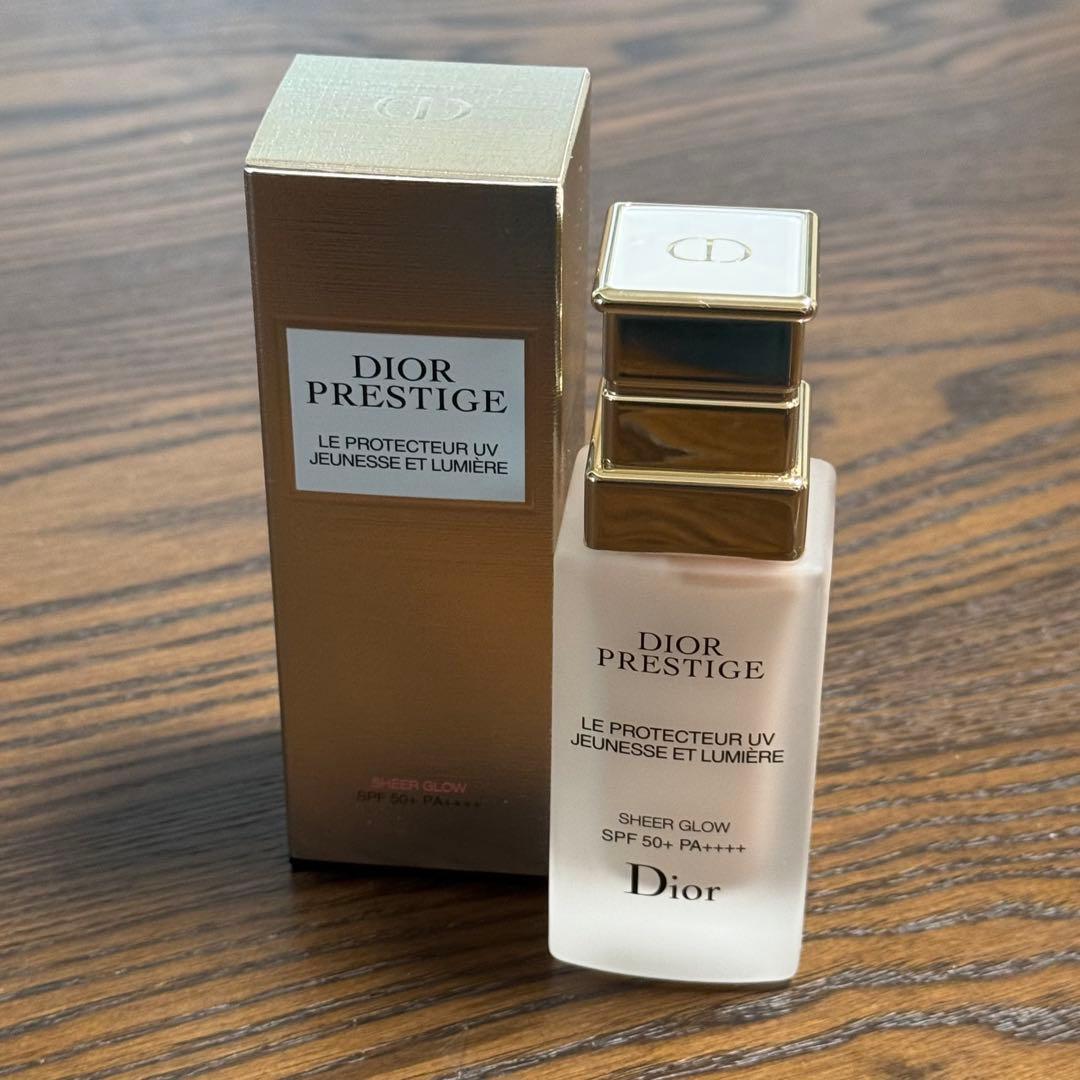 DIOR
PRESTIGE
LE PROTECTEUR UV
JEUNESSE ET LUMIÈRE
SHEER GLOW
SPF 50+ PA++++
DIOR
PRESTIGE
LE PROTECTEUR UV
JEUNESSE ET LUMIÈRE
SHEER GLOW
SPF 50+ PA++++
Dior